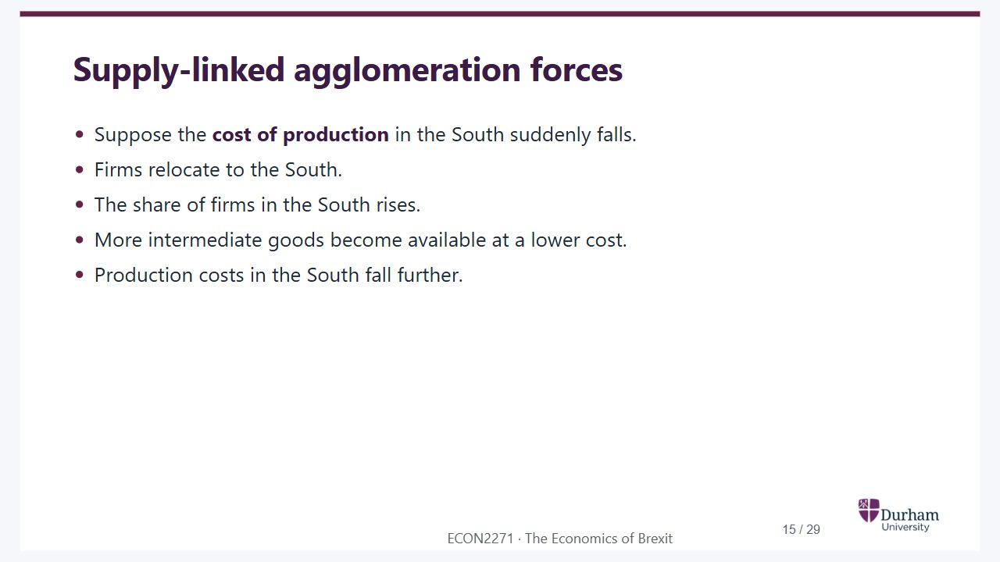 Supply-linked agglomeration forces
• Suppose the cost of production in the South suddenly falls.
• Firms relocate to the South.
• The share of firms in the South rises.
• More intermediate goods become available at a lower cost.
• Production costs in the South fall further.
ECON2271 · The Economics of Brexit
15 / 29
Durham
University